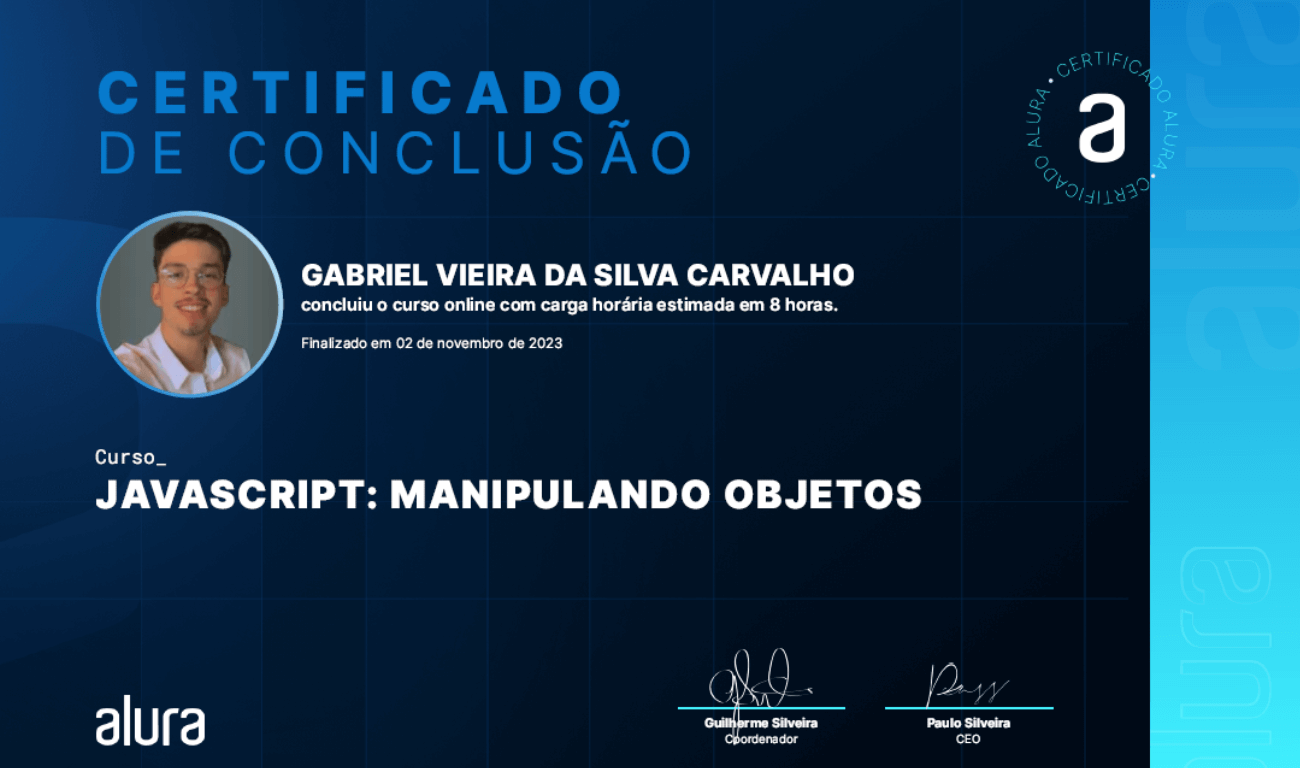 CERTIFICADO
DE CONCLUSÃO
CERTIFICADO ALURA • CERTIFICADO ALURA •
a
GABRIEL VIEIRA DA SILVA CARVALHO
concluiu o curso online com carga horária estimada em 8 horas.
Finalizado em 02 de novembro de 2023
Curso_
JAVASCRIPT: MANIPULANDO OBJETOS
alura
Guilherme Silveira
Coordenador
Paulo Silveira
CEO
alura
alura